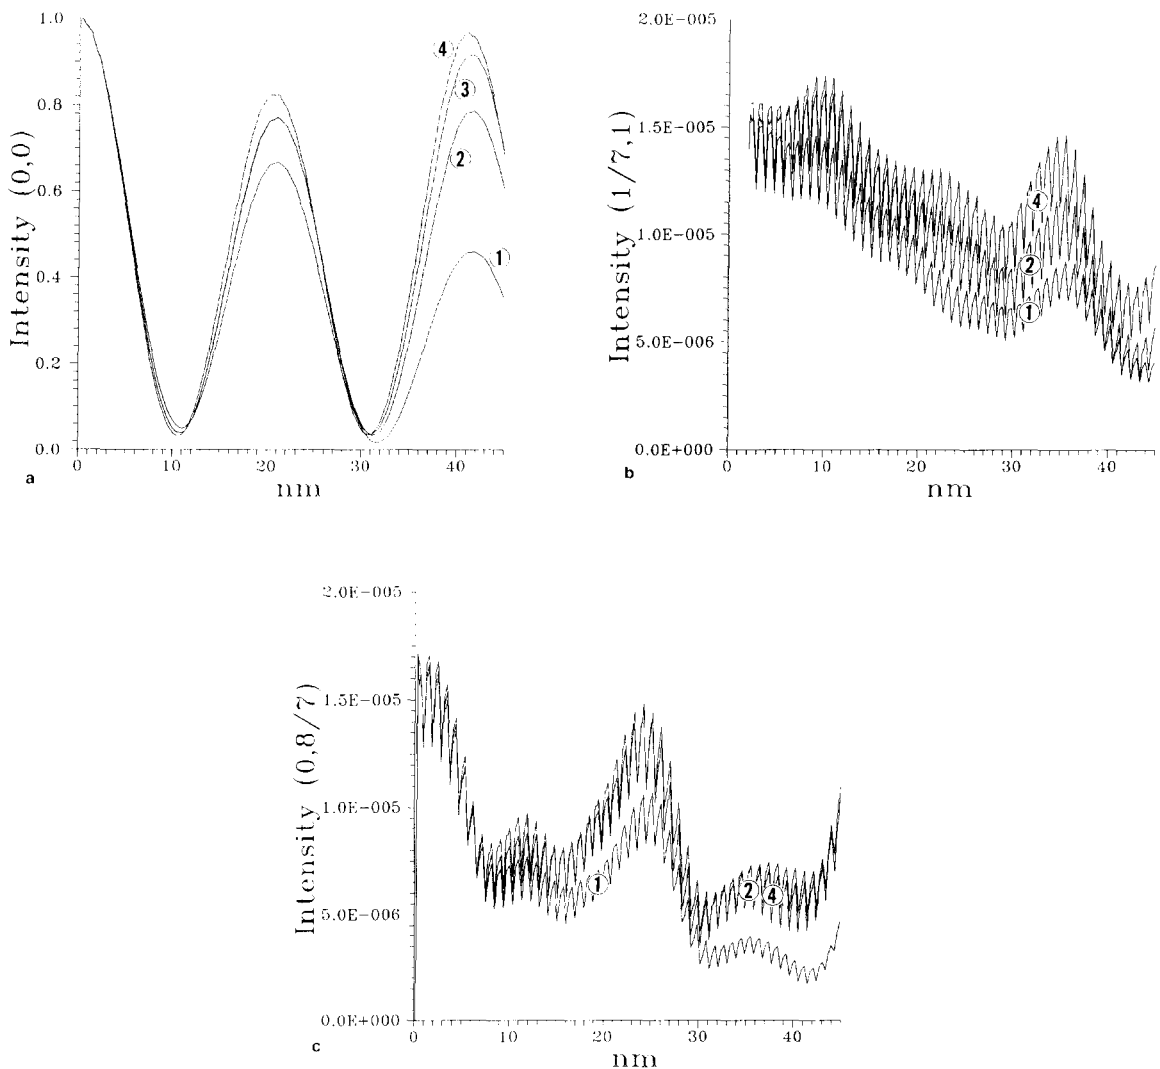 1.0
0.8
0.6
0.4
0.2
0.0
Intensity (0,0)
0 10 20 30 40
nm
4
3
2
1
a
2.0E-005
1.5E-005
1.0E-005
5.0E-006
0.0E+000
Intensity (1/7,1)
0 10 20 30 40
nm
4
2
1
b
2.0E-005
1.5E-005
1.0E-005
5.0E-006
0.0E+000
Intensity (0,8/7)
0 10 20 30 40
nm
1
2 4
c